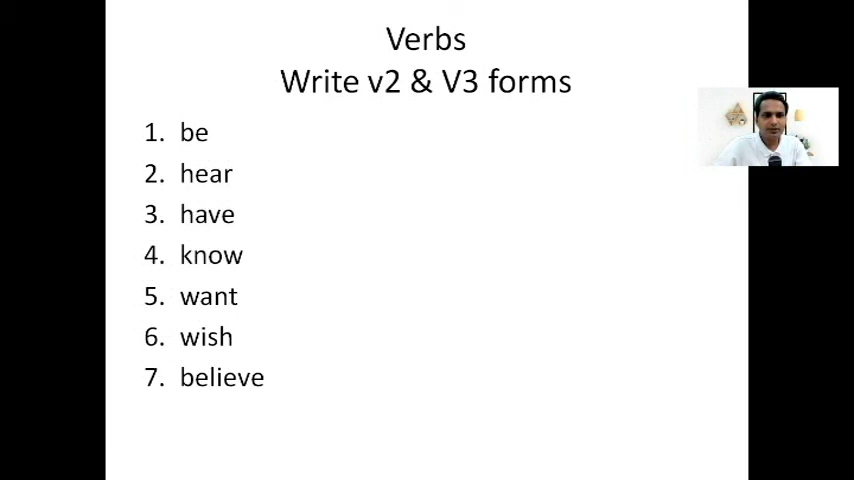 Verbs
Write v2 & V3 forms
1. be
2. hear
3. have
4. know
5. want
6. wish
7. believe